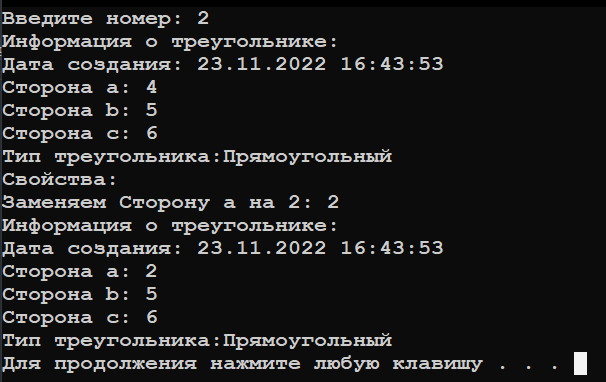 Введите номер: 2
Информация о треугольнике:
Дата создания: 23.11.2022 16:43:53
Сторона a: 4
Сторона b: 5
Сторона c: 6
Тип треугольника:Прямоугольный
Свойства:
Заменяем Сторону а на 2: 2
Информация о треугольнике:
Дата создания: 23.11.2022 16:43:53
Сторона a: 2
Сторона b: 5
Сторона c: 6
Тип треугольника:Прямоугольный
Для продолжения нажмите любую клавишу . . .